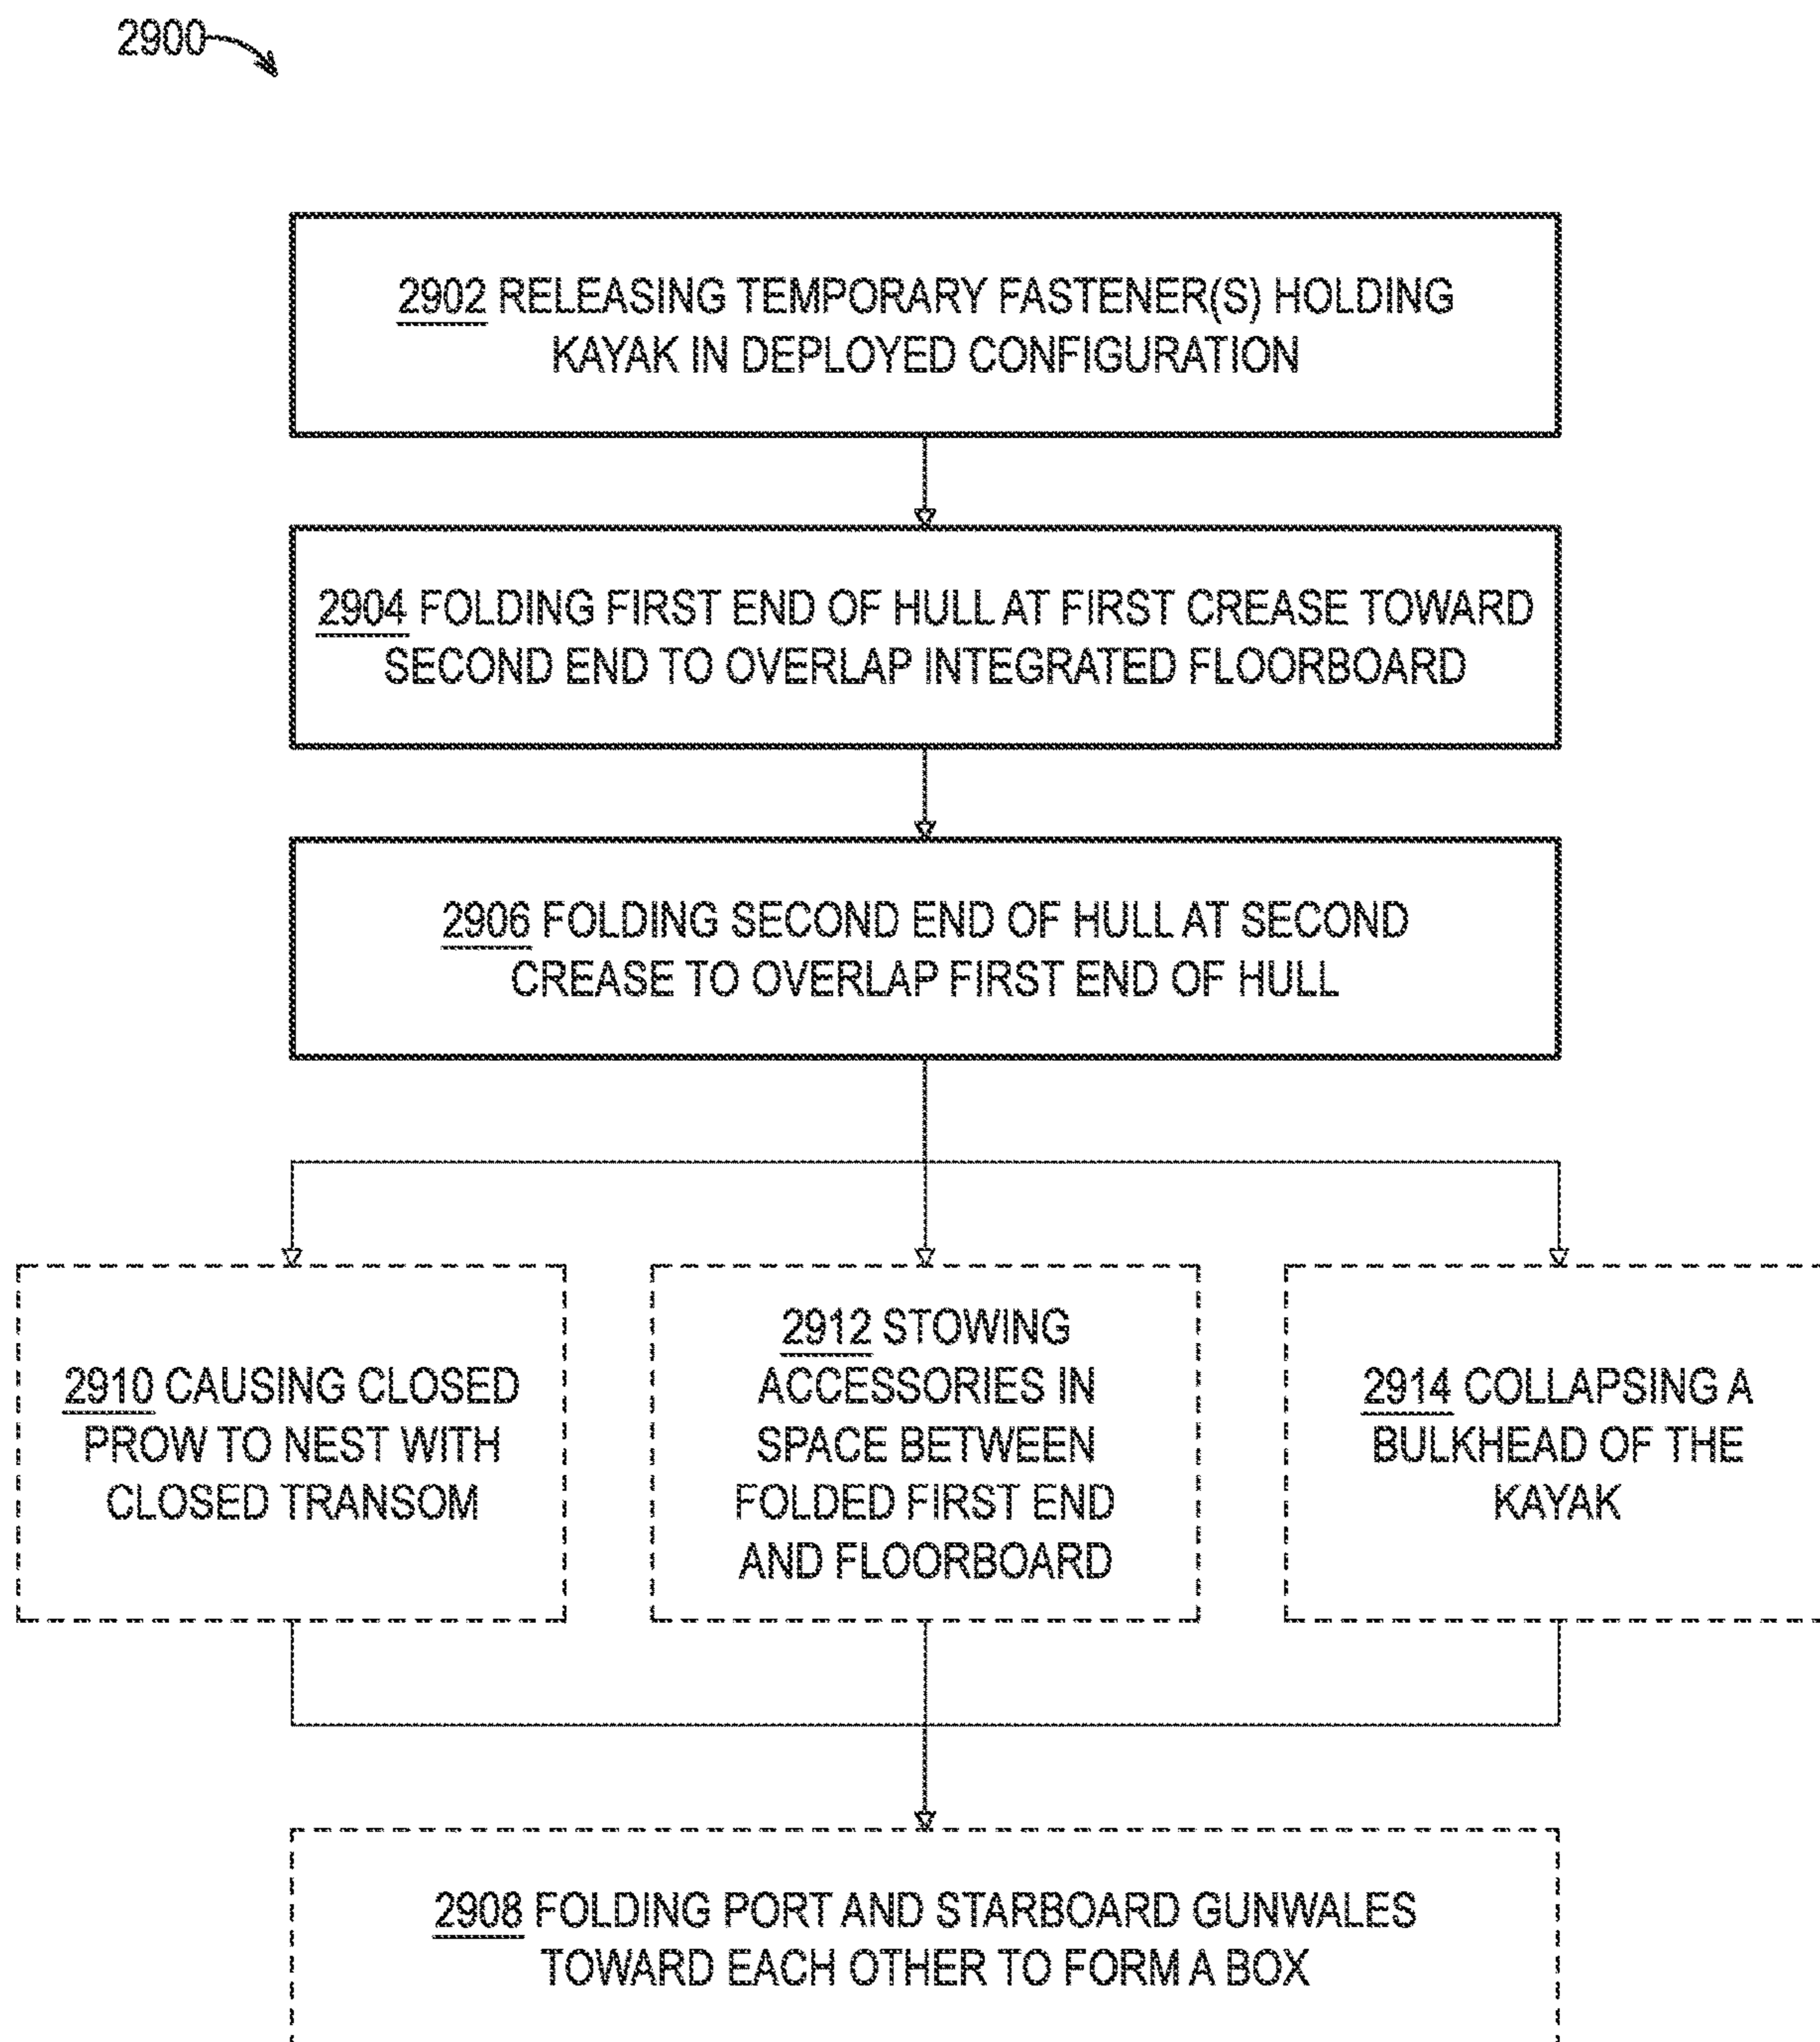 2900
2902 RELEASING TEMPORARY FASTENER(S) HOLDING
KAYAK IN DEPLOYED CONFIGURATION
2904 FOLDING FIRST END OF HULL AT FIRST CREASE TOWARD
SECOND END TO OVERLAP INTEGRATED FLOORBOARD
2906 FOLDING SECOND END OF HULL AT SECOND
CREASE TO OVERLAP FIRST END OF HULL
2910 CAUSING CLOSED
PROW TO NEST WITH
CLOSED TRANSOM
2912 STOWING
ACCESSORIES IN
SPACE BETWEEN
FOLDED FIRST END
AND FLOORBOARD
2914 COLLAPSING A
BULKHEAD OF THE
KAYAK
2908 FOLDING PORT AND STARBOARD GUNWALES
TOWARD EACH OTHER TO FORM A BOX